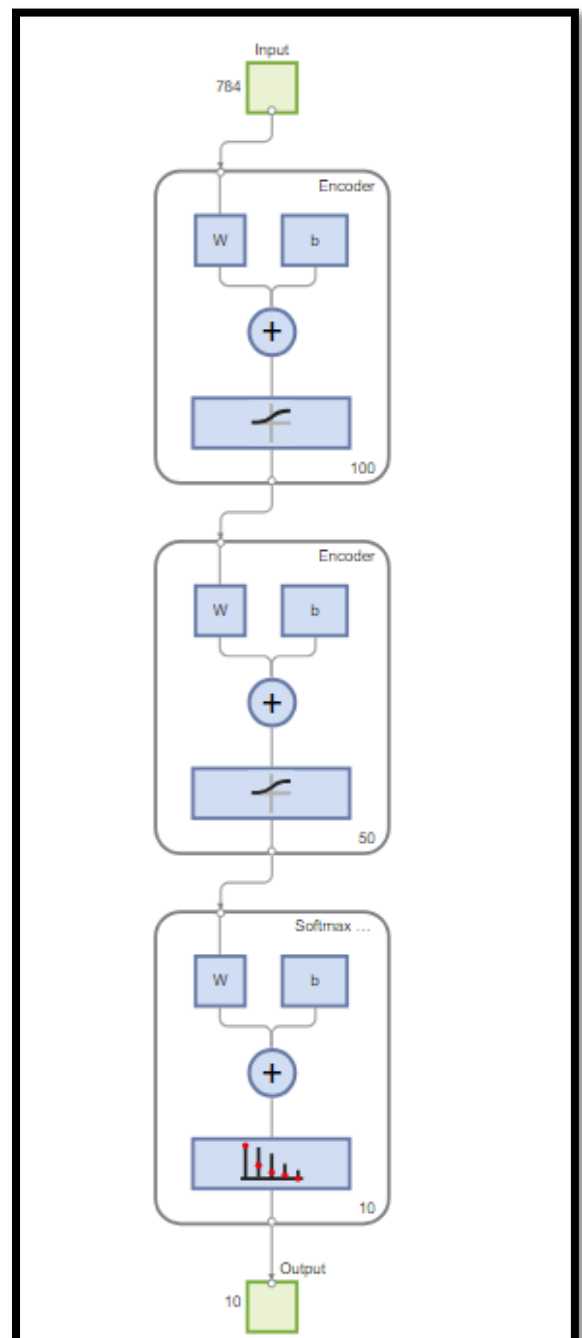 Input
784
Encoder
W b
+
100
Encoder
W b
+
50
Softmax ...
W b
+
10
Output
10